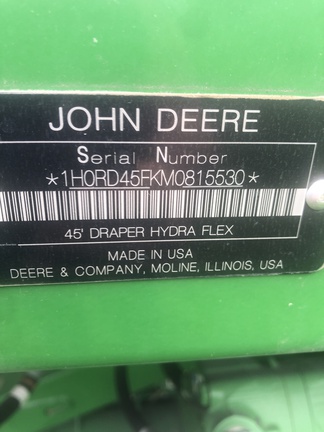 JOHN DEERE
Serial Number
*1H0RD45FKM0815530*
45' DRAPER HYDRA FLEX
MADE IN USA
DEERE & COMPANY, MOLINE, ILLINOIS, USA